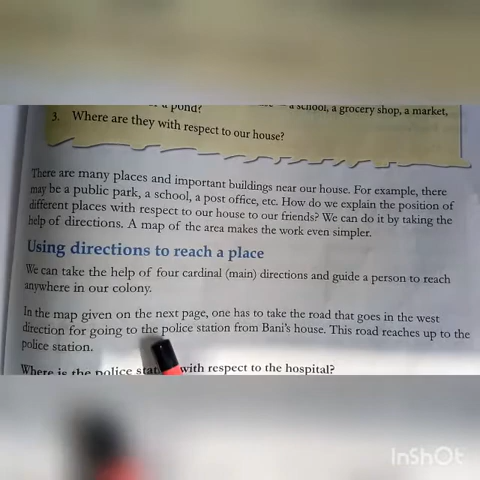 a pond?
a school, a grocery shop, a market,
3. Where are they with respect to our house?
There are many places and important buildings near our house. For example, there
may be a public park, a school, a post office, etc. How do we explain the position of
different places with respect to our house to our friends? We can do it by taking the
help of directions. A map of the area makes the work even simpler.
Using directions to reach a place
We can take the help of four cardinal (main) directions and guide a person to reach
anywhere in our colony.
In the map given on the next page, one has to take the road that goes in the west
direction for going to the police station from Bani's house. This road reaches up to the
police station.
Where is the police with respect to the hospital?
InShOt